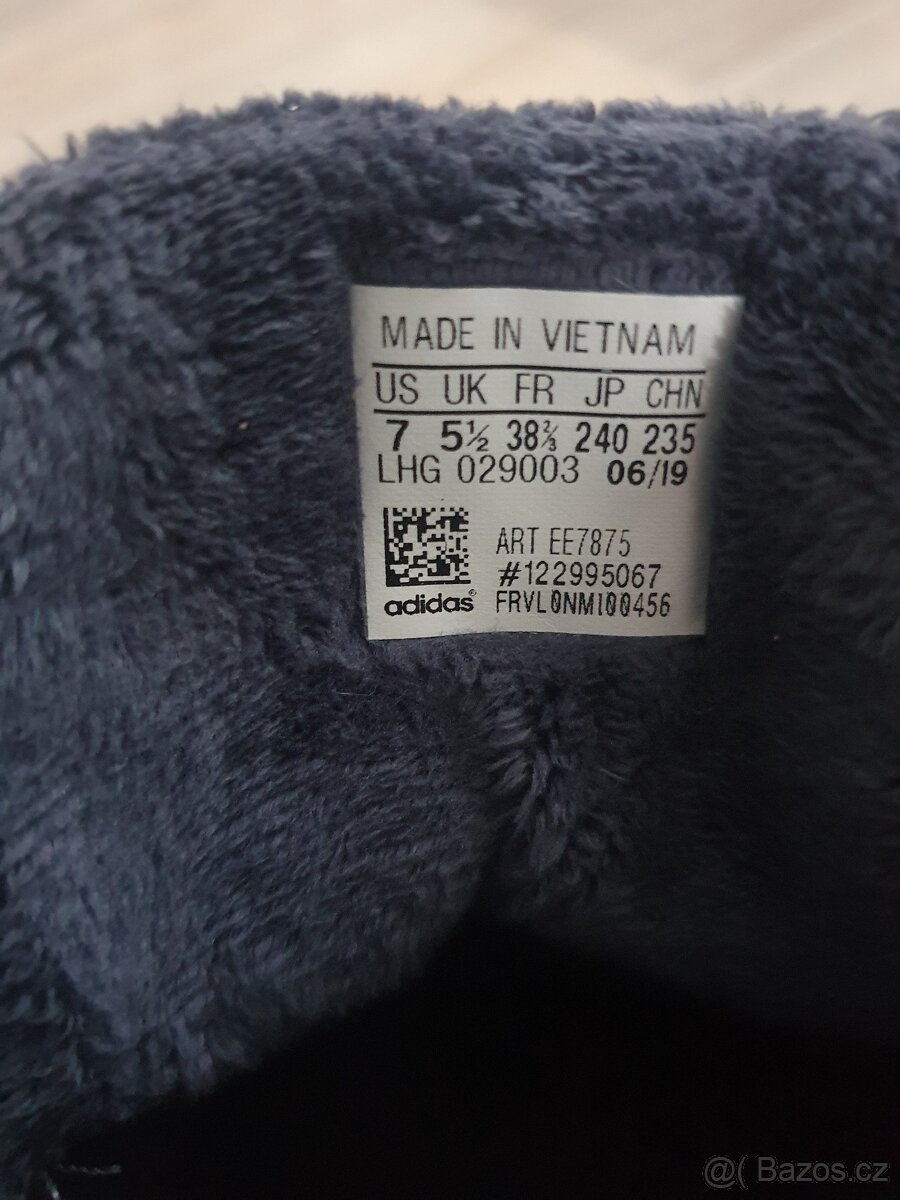 MADE IN VIETNAM
US UK FR JP CHN
7 5½ 38⅔ 240 235
LHG 029003 06/19
ART EE7875
#122995067
adidas® FRVL0NMI00456
@( Bazos.cz